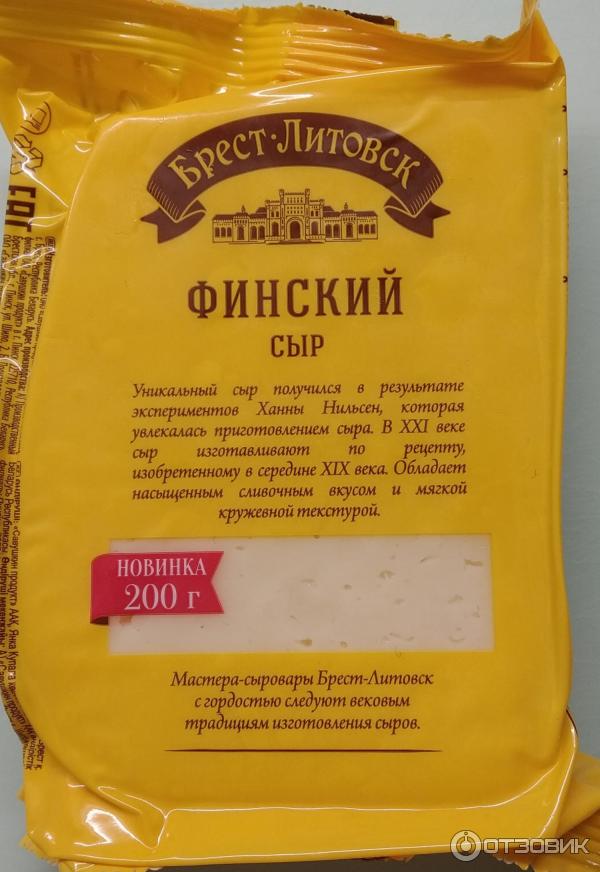 БРЕСТ·ЛИТОВСК
ФИНСКИЙ
СЫР
Уникальный сыр получился в результате
экспериментов Ханны Нильсен, которая
увлекалась приготовлением сыра. В XXI веке
сыр изготавливают по рецепту,
изобретенному в середине XIX века. Обладает
насыщенным сливочным вкусом и мягкой
кружевной текстурой.
НОВИНКА
200 г
Мастера-сыровары Брест-Литовск
с гордостью следуют вековым
традициям изготовления сыров.
ЕАС
ОТЗОВИК